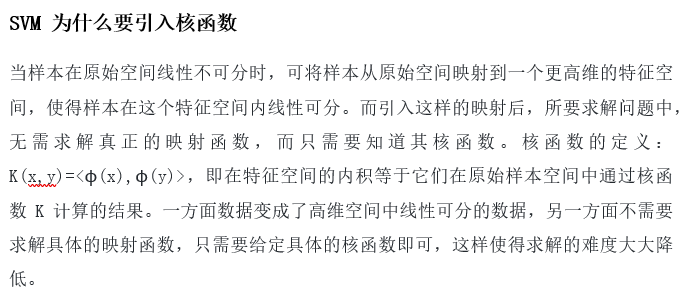 SVM 为什么要引入核函数
当样本在原始空间线性不可分时，可将样本从原始空间映射到一个更高维的特征空
间，使得样本在这个特征空间内线性可分。而引入这样的映射后，所要求解问题中，
无需求解真正的映射函数，而只需要知道其核函数。核函数的定义：
K(x,y)=<ϕ(x),ϕ(y)>，即在特征空间的内积等于它们在原始样本空间中通过核函
数 K 计算的结果。一方面数据变成了高维空间中线性可分的数据，另一方面不需要
求解具体的映射函数，只需要给定具体的核函数即可，这样使得求解的难度大大降
低。